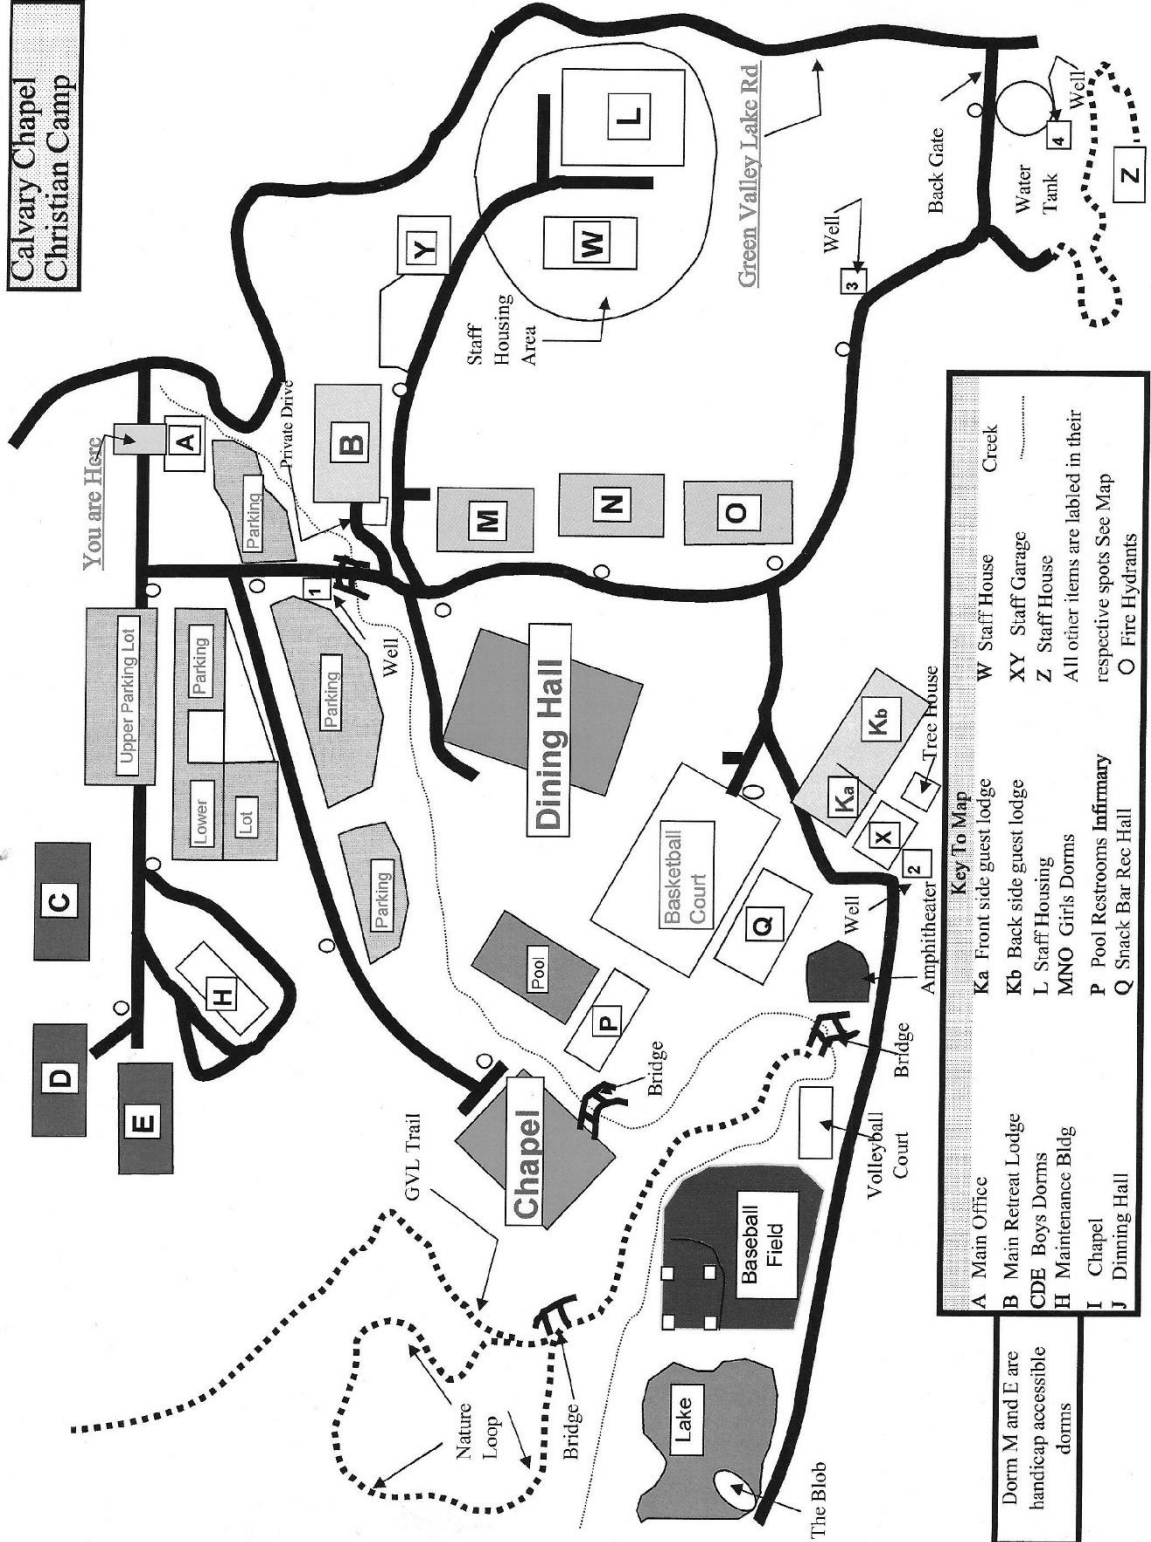 Calvary Chapel
Christian Camp
You are Here
C
D
E
H
A
Upper Parking Lot
Parking
Lower
Lot
Parking
Private Drive
B
1
Well
Parking
Parking
GVL Trail
Nature
Loop
Bridge
Chapel
Bridge
P
Pool
Dining Hall
M
N
O
Y
Staff
Housing
Area
W
L
Green Valley Lake Rd
Basketball
Court
Q
Ka
Kb
X
Tree House
2
Well
Amphitheater
Bridge
Volleyball
Court
Baseball
Field
Lake
The Blob
Well
3
Back Gate
Water
Tank
4
Well
Z
Dorm M and E are
handicap accessible
dorms
Key To Map
A Main Office
B Main Retreat Lodge
CDE Boys Dorms
H Maintenance Bldg
I Chapel
J Dinning Hall
Ka Front side guest lodge
Kb Back side guest lodge
L Staff Housing
MNO Girls Dorms
P Pool Restrooms Infirmary
Q Snack Bar Rec Hall
W Staff House
Creek
XY Staff Garage
Z Staff House
All other items are labled in their
respective spots See Map
O Fire Hydrants